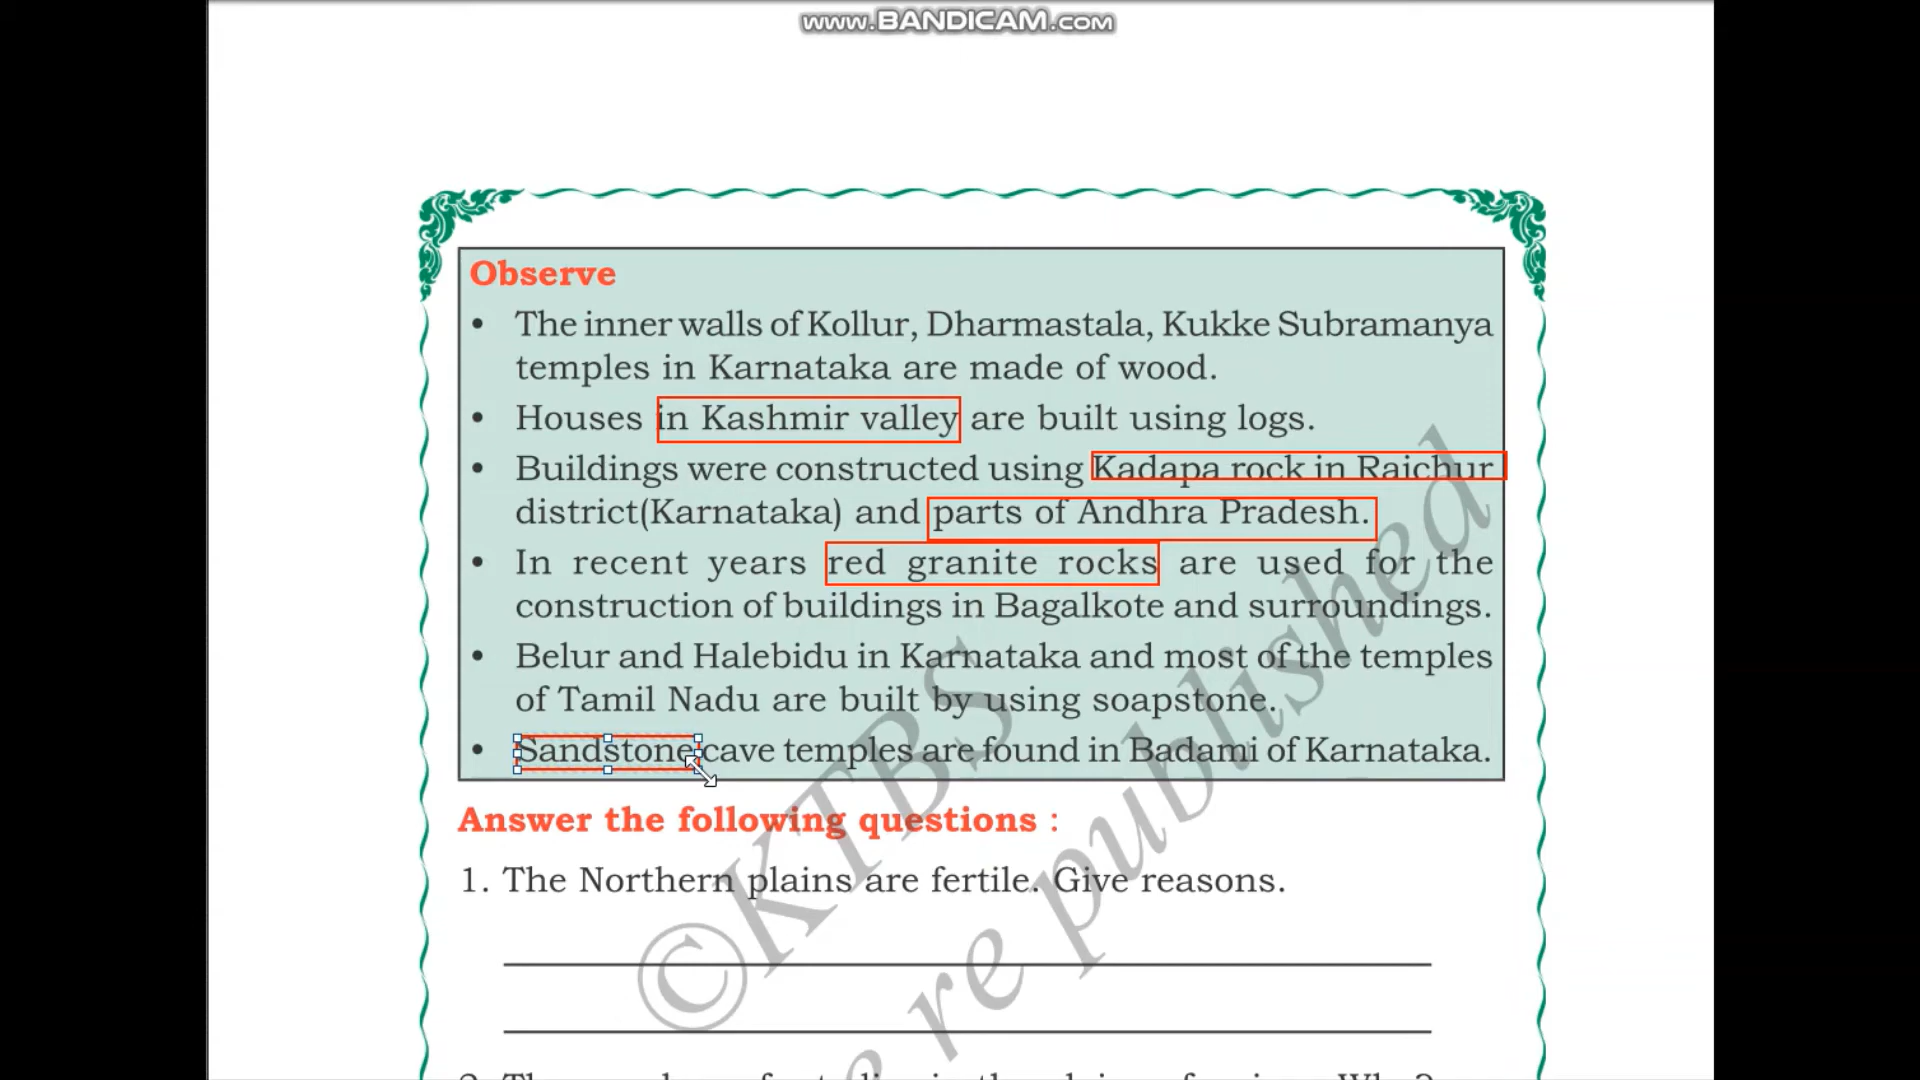 www.BANDICAM.com
Observe
• The inner walls of Kollur, Dharmastala, Kukke Subramanya
temples in Karnataka are made of wood.
• Houses in Kashmir valley are built using logs.
• Buildings were constructed using Kadapa rock in Raichur
district(Karnataka) and parts of Andhra Pradesh.
• In recent years red granite rocks are used for the
construction of buildings in Bagalkote and surroundings.
• Belur and Halebidu in Karnataka and most of the temples
of Tamil Nadu are built by using soapstone.
• Sandstone cave temples are found in Badami of Karnataka.
Answer the following questions :
1. The Northern plains are fertile. Give reasons.
©KTBS
re published